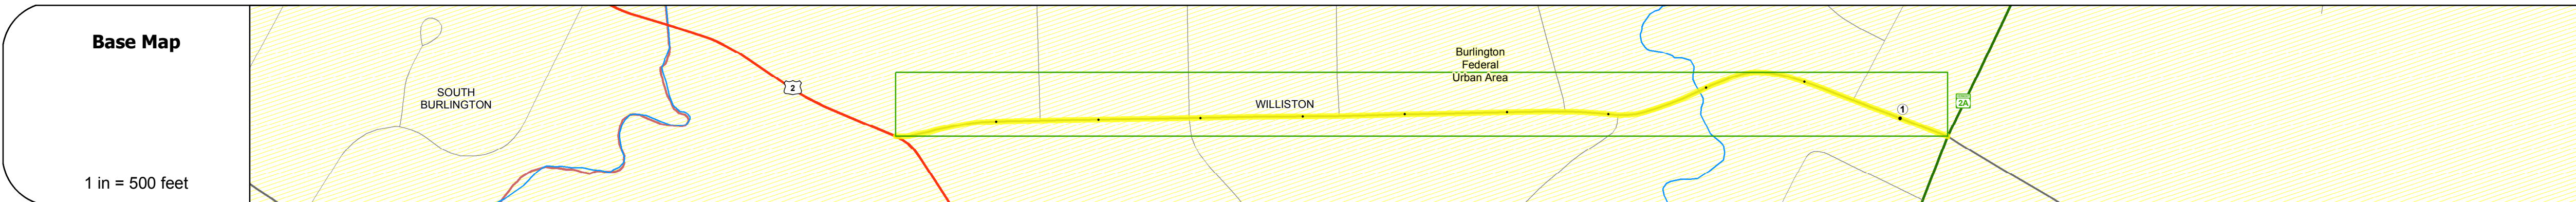 Base Map
1 in = 500 feet
SOUTH
BURLINGTON
2
WILLISTON
Burlington
Federal
Urban Area
1
2A